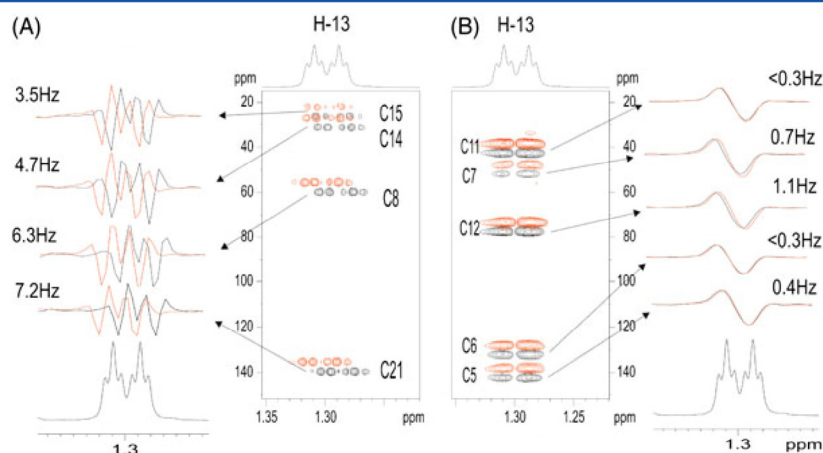 (A)
H-13
3.5Hz
4.7Hz
6.3Hz
7.2Hz
1.3
ppm
20
40
60
80
100
120
140
C15
C14
C8
C21
1.35
1.30
ppm
(B)
H-13
ppm
20
40
60
80
100
120
140
C11
C7
C12
C6
C5
1.30
1.25
ppm
<0.3Hz
0.7Hz
1.1Hz
<0.3Hz
0.4Hz
1.3
ppm